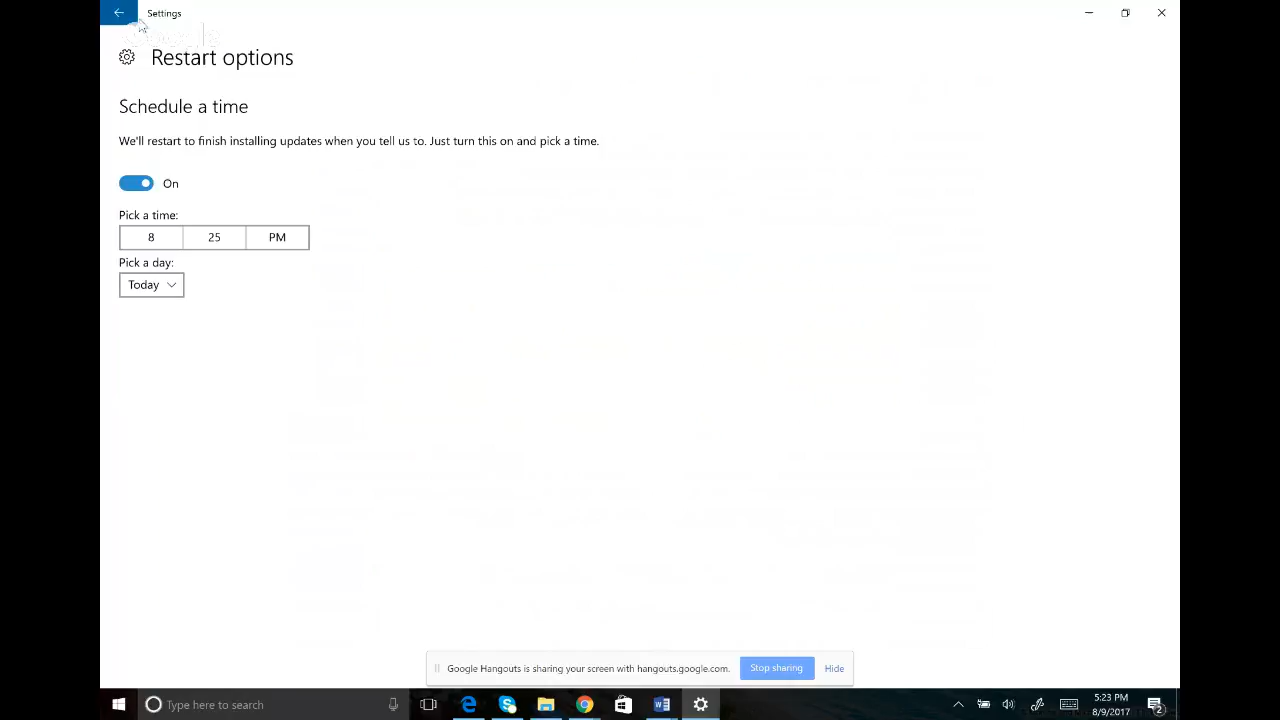 Settings
Restart options
Schedule a time
We'll restart to finish installing updates when you tell us to. Just turn this on and pick a time.
On
Pick a time:
8 25 PM
Pick a day:
Today
Google Hangouts is sharing your screen with hangouts.google.com. Stop sharing Hide
Type here to search
5:23 PM
8/9/2017
2